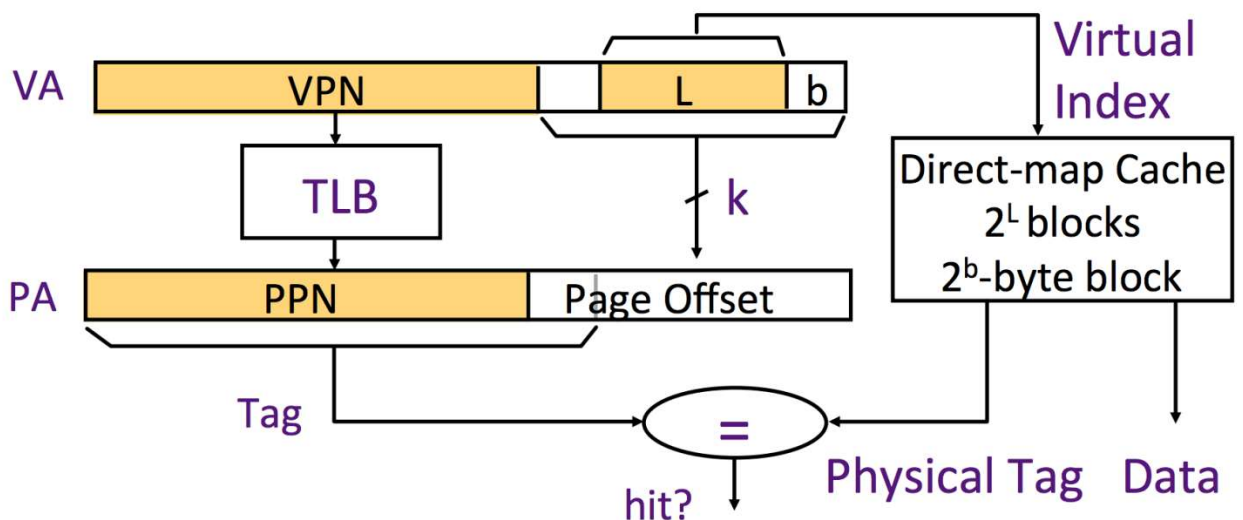 Virtual
Index
VA
VPN
L
b
TLB
k
Direct-map Cache
2ᴸ blocks
2ᵇ-byte block
PA
PPN
Page Offset
Tag
=
hit?
Physical Tag
Data